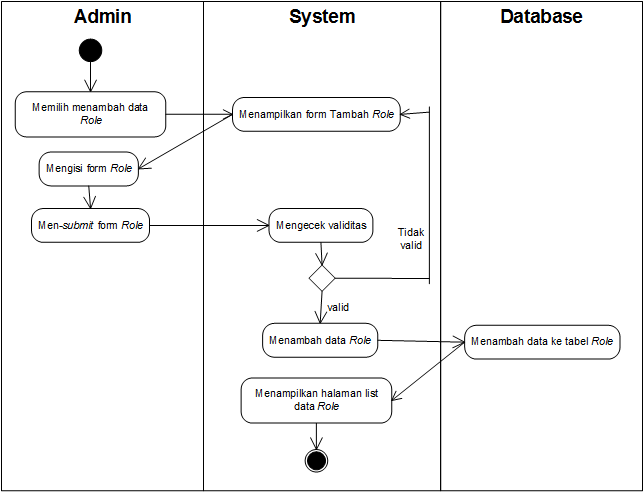 Admin
System
Database
Memilih menambah data
Role
Menampilkan form Tambah Role
Mengisi form Role
Men-submit form Role
Mengecek validitas
Tidak
valid
valid
Menambah data Role
Menambah data ke tabel Role
Menampilkan halaman list
data Role